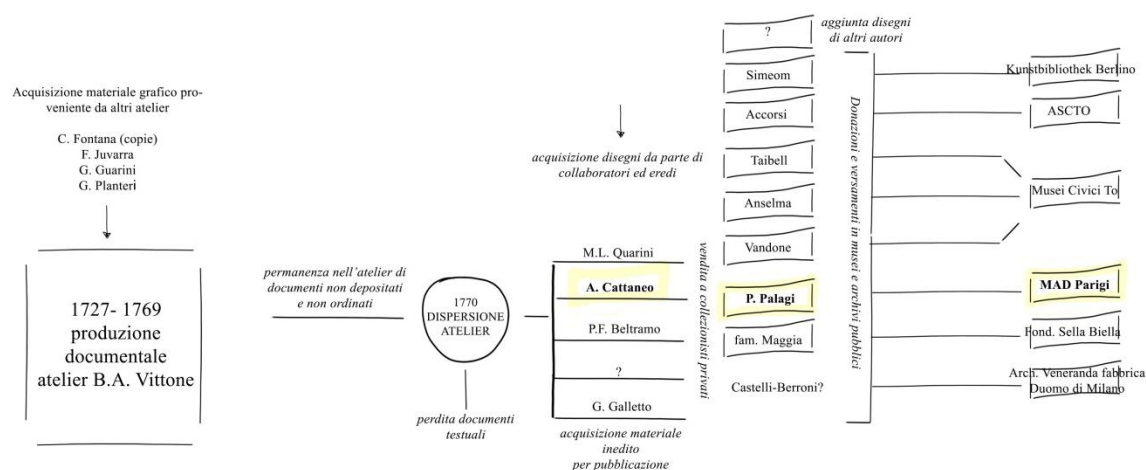 Acquisizione materiale grafico pro-
veniente da altri atelier
C. Fontana (copie)
F. Juvarra
G. Guarini
G. Planteri
1727- 1769
produzione
documentale
atelier B.A. Vittone
permanenza nell'atelier di
documenti non depositati
e non ordinati
1770
DISPERSIONE
ATELIER
perdita documenti
testuali
acquisizione disegni da parte di
collaboratori ed eredi
M.L. Quarini
A. Cattaneo
P.F. Beltramo
?
G. Galletto
acquisizione materiale
inedito
per pubblicazione
vendita a collezionisti privati
?
Simeom
Accorsi
Taibell
Anselma
Vandone
P. Palagi
fam. Maggia
Castelli-Berroni?
aggiunta disegni
di altri autori
Donazioni e versamenti in musei e archivi pubblici
Kunstbibliothek Berlino
ASCTO
Musei Civici To
MAD Parigi
Fond. Sella Biella
Arch. Veneranda fabbrica
Duomo di Milano